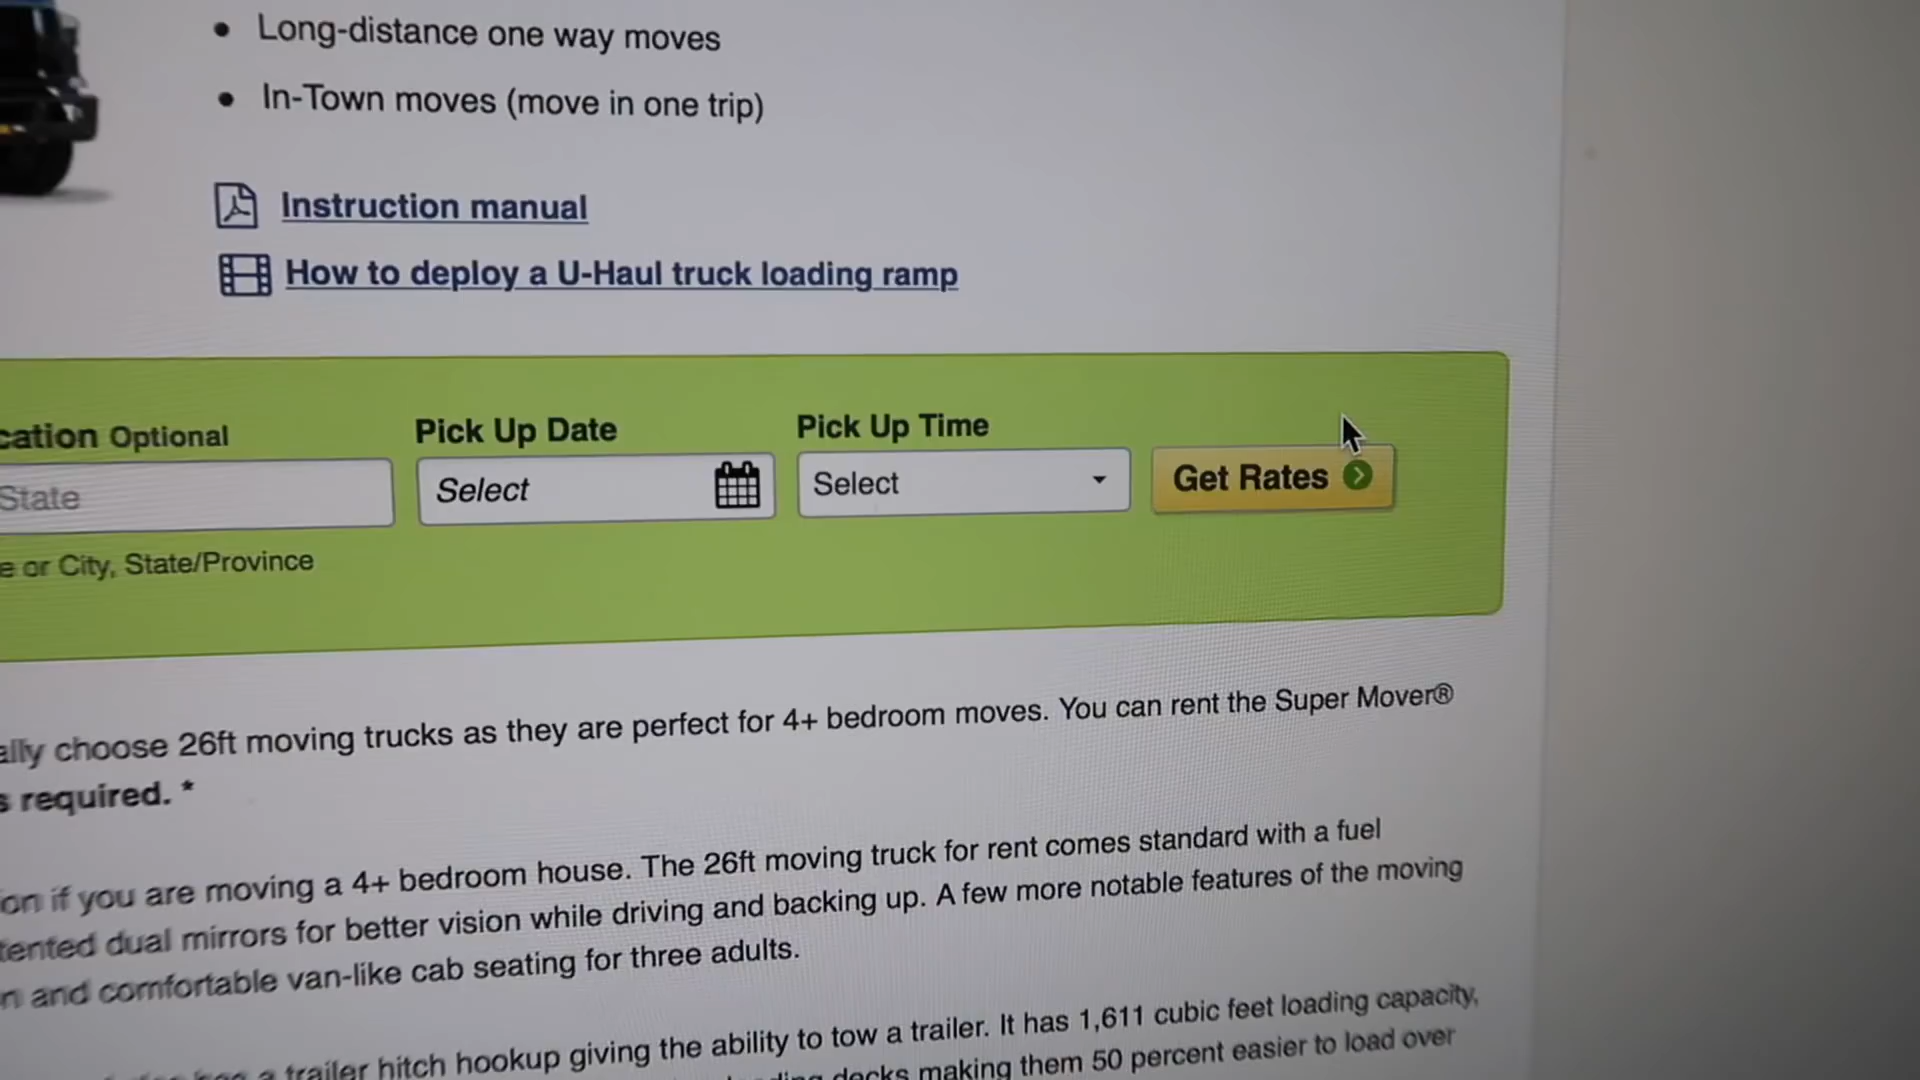 Long-distance one way moves
In-Town moves (move in one trip)
Instruction manual
How to deploy a U-Haul truck loading ramp
cation Optional
Pick Up Date
Pick Up Time
State
Select
Select
Get Rates
e or City, State/Province
ally choose 26ft moving trucks as they are perfect for 4+ bedroom moves. You can rent the Super Mover®
s required. *
on if you are moving a 4+ bedroom house. The 26ft moving truck for rent comes standard with a fuel
tented dual mirrors for better vision while driving and backing up. A few more notable features of the moving
n and comfortable van-like cab seating for three adults.
a trailer hitch hookup giving the ability to tow a trailer. It has 1,611 cubic feet loading capacity,
decks making them 50 percent easier to load over